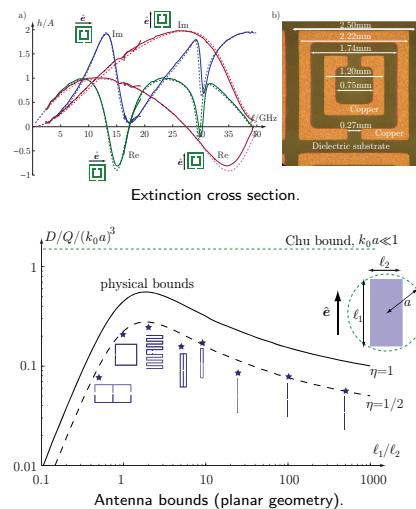 a)
h/A
ê
Im
ê
Im
2
1.5
1
0.5
0
-0.5
-1
5 10 15 20 25 30 35 40
f/GHz
ê
Re
ê
Re
b)
2.50mm
2.22mm
1.74mm
1.20mm
0.75mm
Copper
0.27mm
Copper
Dielectric substrate
Extinction cross section.
D/Q/(k₀a)³
Chu bound, k₀a≪1
1
physical bounds
ê
ℓ₂
ℓ₁
a
0.1
η=1
η=1/2
0.01
ℓ₁/ℓ₂
0.1 1 10 100 1000
Antenna bounds (planar geometry).